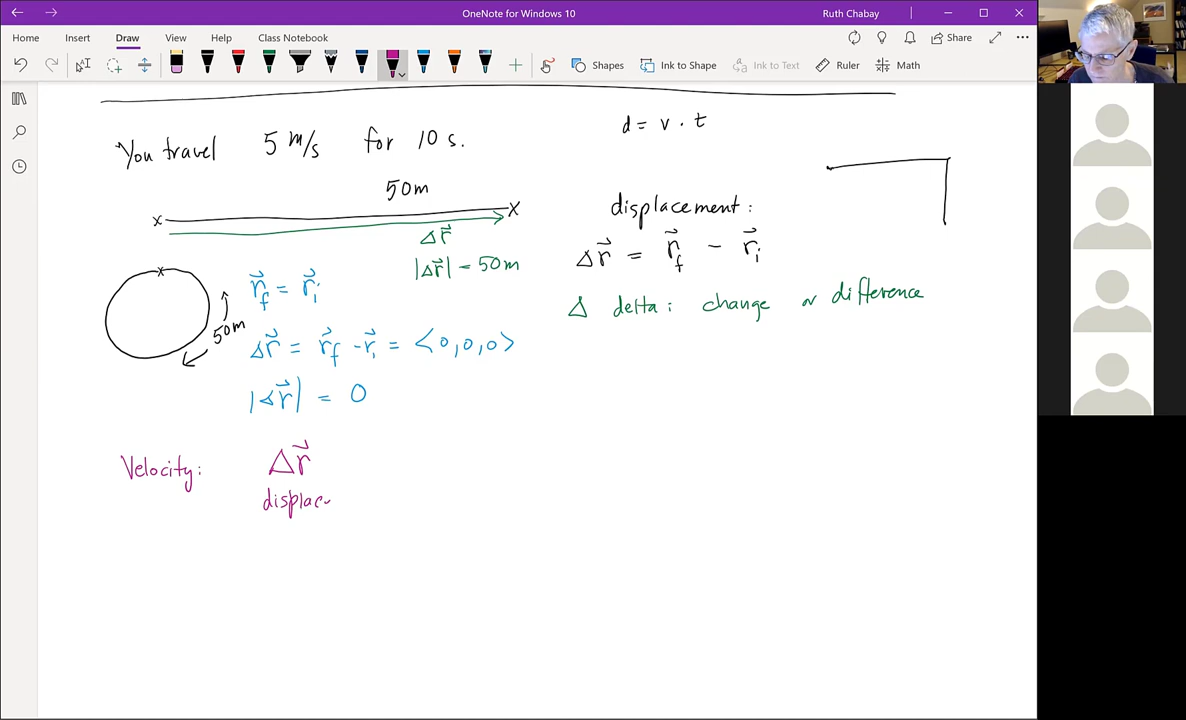 OneNote for Windows 10
Ruth Chabay
Home Insert Draw View Help Class Notebook
Share
Shapes Ink to Shape Ink to Text Ruler Math
You travel 5 m/s for 10 s.
d = v · t
50m
x x
displacement:
Δr⃗
|Δr⃗| = 50m
Δr⃗ = r⃗f - r⃗i
Δ delta: change or difference
x
50m
r⃗f = r⃗i
Δr⃗ = r⃗f - r⃗i = <0,0,0>
|Δr⃗| = 0
Velocity: Δr⃗
displac